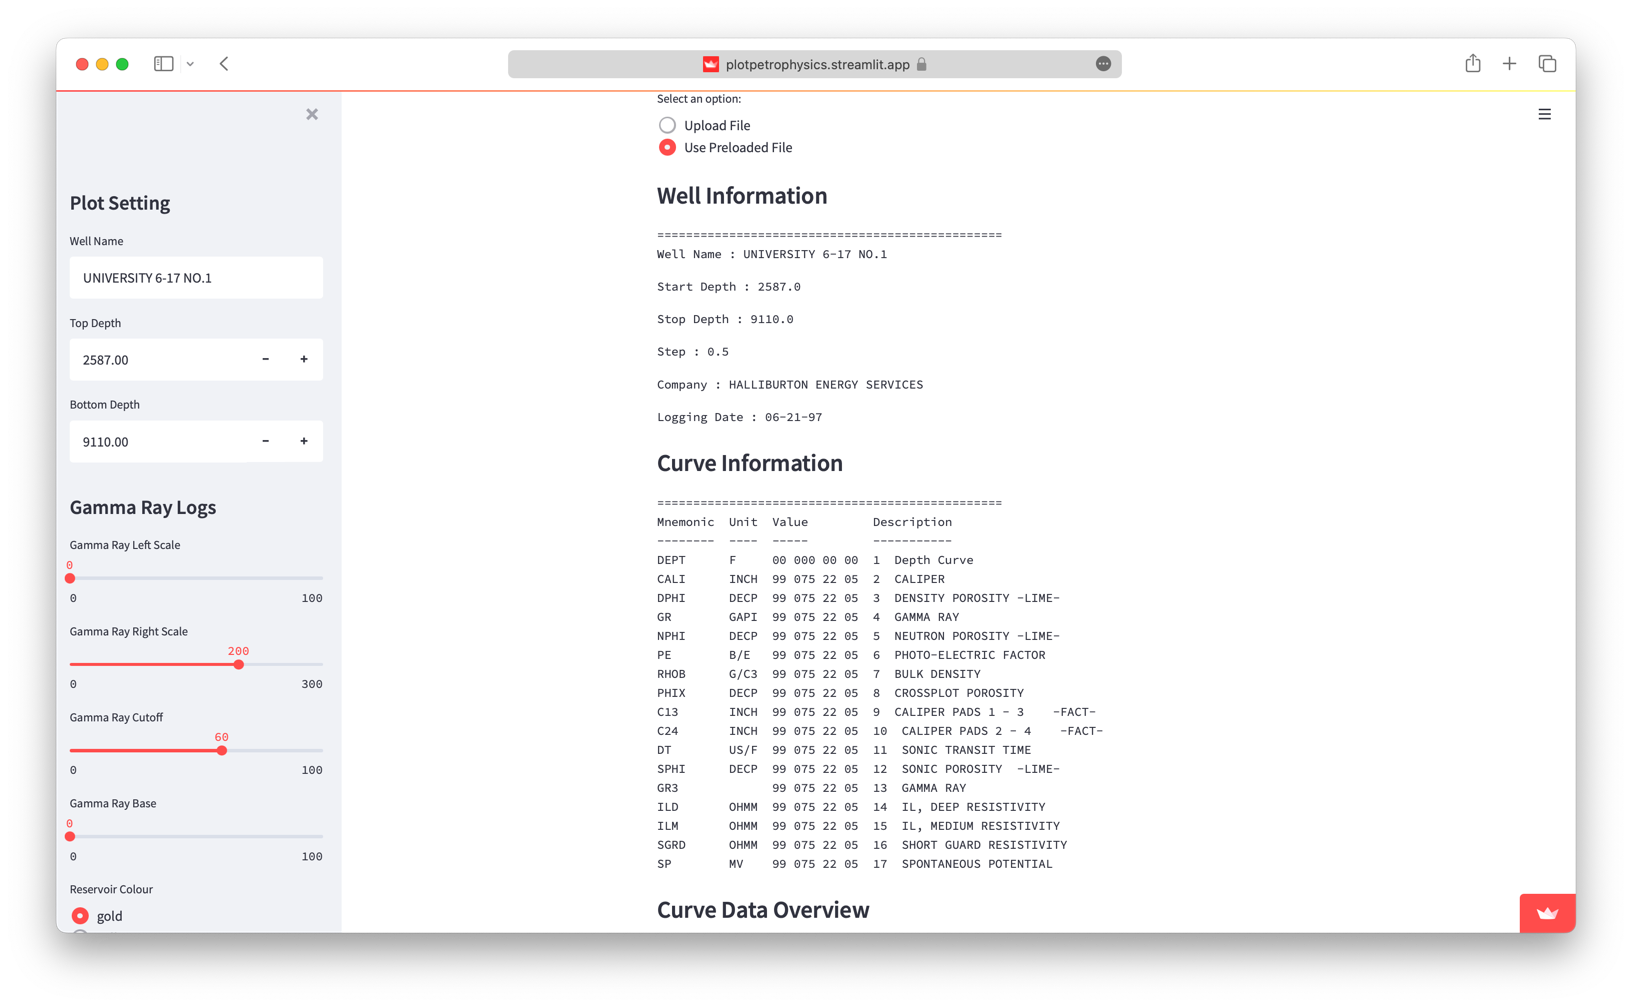 plotpetrophysics.streamlit.app
Plot Setting
Well Name
UNIVERSITY 6-17 NO.1
Top Depth
2587.00 - +
Bottom Depth
9110.00 - +
Gamma Ray Logs
Gamma Ray Left Scale
0
0 100
Gamma Ray Right Scale
200
0 300
Gamma Ray Cutoff
60
0 100
Gamma Ray Base
0
0 100
Reservoir Colour
gold
Select an option:
Upload File
Use Preloaded File
Well Information
================================================
Well Name : UNIVERSITY 6-17 NO.1
Start Depth : 2587.0
Stop Depth : 9110.0
Step : 0.5
Company : HALLIBURTON ENERGY SERVICES
Logging Date : 06-21-97
Curve Information
================================================
Mnemonic Unit Value Description
-------- ---- ----- -----------
DEPT F 00 000 00 00 1 Depth Curve
CALI INCH 99 075 22 05 2 CALIPER
DPHI DECP 99 075 22 05 3 DENSITY POROSITY -LIME-
GR GAPI 99 075 22 05 4 GAMMA RAY
NPHI DECP 99 075 22 05 5 NEUTRON POROSITY -LIME-
PE B/E 99 075 22 05 6 PHOTO-ELECTRIC FACTOR
RHOB G/C3 99 075 22 05 7 BULK DENSITY
PHIX DECP 99 075 22 05 8 CROSSPLOT POROSITY
C13 INCH 99 075 22 05 9 CALIPER PADS 1 - 3 -FACT-
C24 INCH 99 075 22 05 10 CALIPER PADS 2 - 4 -FACT-
DT US/F 99 075 22 05 11 SONIC TRANSIT TIME
SPHI DECP 99 075 22 05 12 SONIC POROSITY -LIME-
GR3 99 075 22 05 13 GAMMA RAY
ILD OHMM 99 075 22 05 14 IL, DEEP RESISTIVITY
ILM OHMM 99 075 22 05 15 IL, MEDIUM RESISTIVITY
SGRD OHMM 99 075 22 05 16 SHORT GUARD RESISTIVITY
SP MV 99 075 22 05 17 SPONTANEOUS POTENTIAL
Curve Data Overview